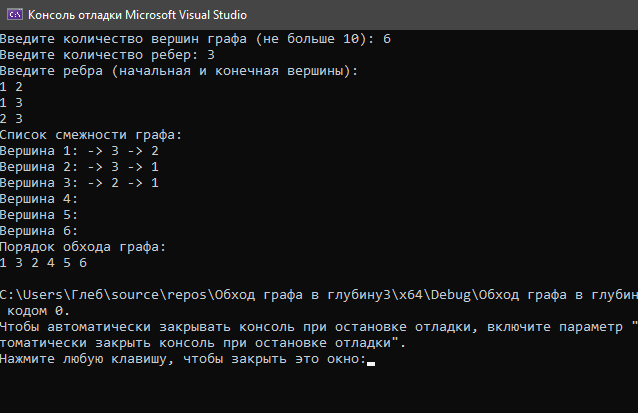 Консоль отладки Microsoft Visual Studio
Введите количество вершин графа (не больше 10): 6
Введите количество ребер: 3
Введите ребра (начальная и конечная вершины):
1 2
1 3
2 3
Список смежности графа:
Вершина 1: -> 3 -> 2
Вершина 2: -> 3 -> 1
Вершина 3: -> 2 -> 1
Вершина 4:
Вершина 5:
Вершина 6:
Порядок обхода графа:
1 3 2 4 5 6
C:\Users\Глеб\source\repos\Обход графа в глубину3\x64\Debug\Обход графа в глубин
кодом 0.
Чтобы автоматически закрывать консоль при остановке отладки, включите параметр "
томатически закрыть консоль при остановке отладки".
Нажмите любую клавишу, чтобы закрыть это окно: